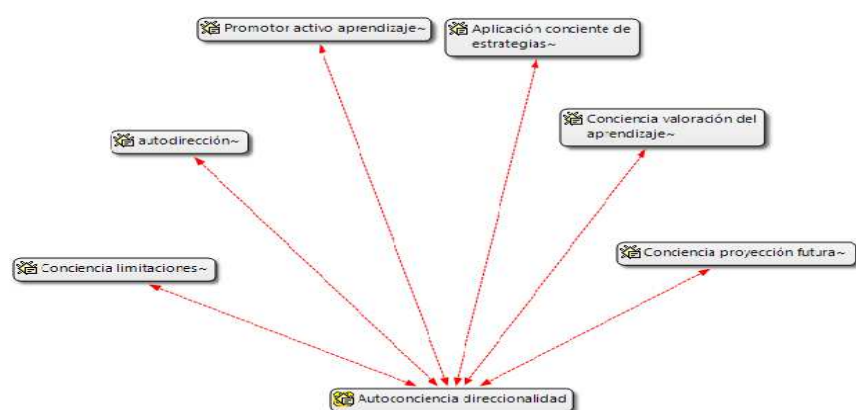 Promotor activo aprendizaje~
Aplicación conciente de
estrategias~
Conciencia valoración del
aprendizaje~
autodirección~
Conciencia proyección futura~
Conciencia limitaciones~
Autoconciencia direccionalidad